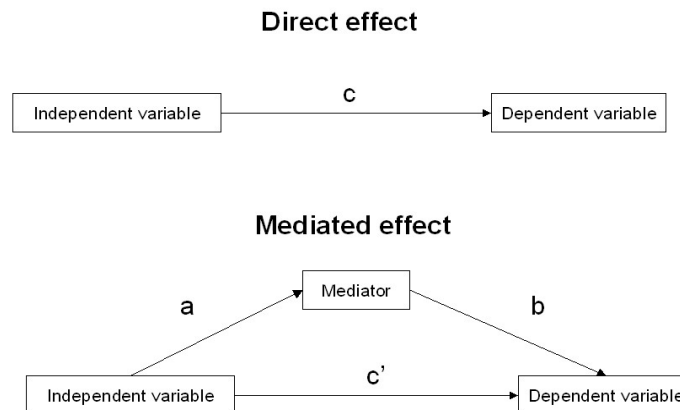 Direct effect
c
Independent variable
Dependent variable
Mediated effect
Mediator
a
b
c’
Independent variable
Dependent variable